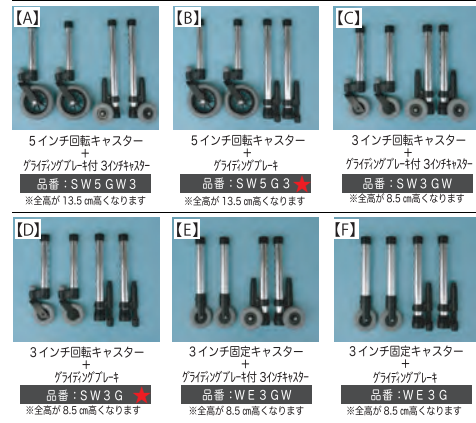 【A】
5インチ回転キャスター
+
グライディングブレーキ付 3インチキャスター
品番：SW5GW3
※全高が 13.5 ㎝高くなります
【B】
5インチ回転キャスター
+
グライディングブレーキ
品番：SW5G3★
※全高が 13.5 ㎝高くなります
【C】
3インチ回転キャスター
+
グライディングブレーキ付 3インチキャスター
品番：SW3GW
※全高が 8.5 ㎝高くなります
【D】
3インチ回転キャスター
+
グライディングブレーキ
品番：SW3G★
※全高が 8.5 ㎝高くなります
【E】
3インチ固定キャスター
+
グライディングブレーキ付 3インチキャスター
品番：WE3GW
※全高が 8.5 ㎝高くなります
【F】
3インチ固定キャスター
+
グライディングブレーキ
品番：WE3G
※全高が 8.5 ㎝高くなります